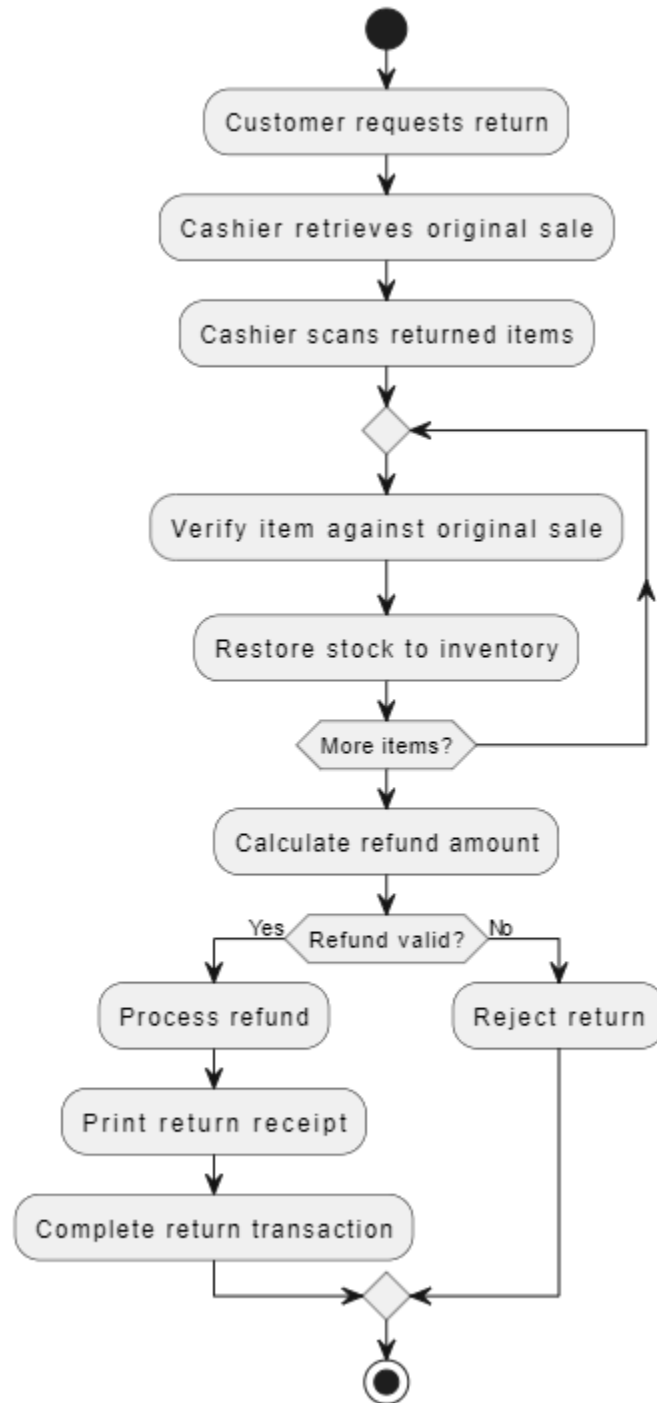 Customer requests return
Cashier retrieves original sale
Cashier scans returned items
Verify item against original sale
Restore stock to inventory
More items?
Calculate refund amount
Yes
Refund valid?
No
Process refund
Reject return
Print return receipt
Complete return transaction